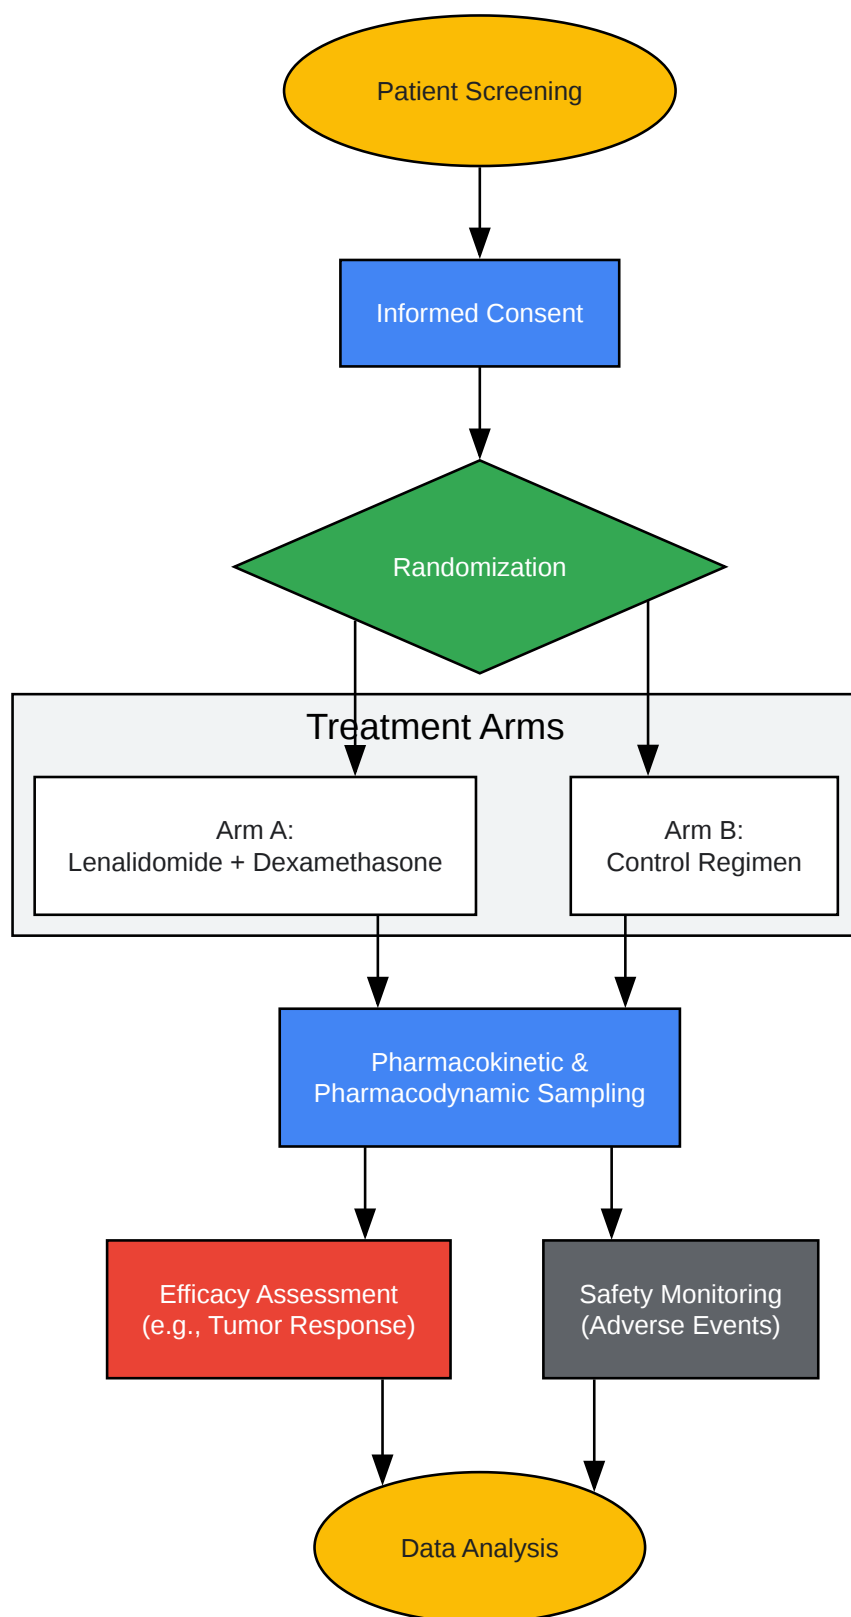 Patient Screening
Informed Consent
Randomization
Treatment Arms
Arm A:
Lenalidomide + Dexamethasone
Arm B:
Control Regimen
Pharmacokinetic &
Pharmacodynamic Sampling
Efficacy Assessment
(e.g., Tumor Response)
Safety Monitoring
(Adverse Events)
Data Analysis